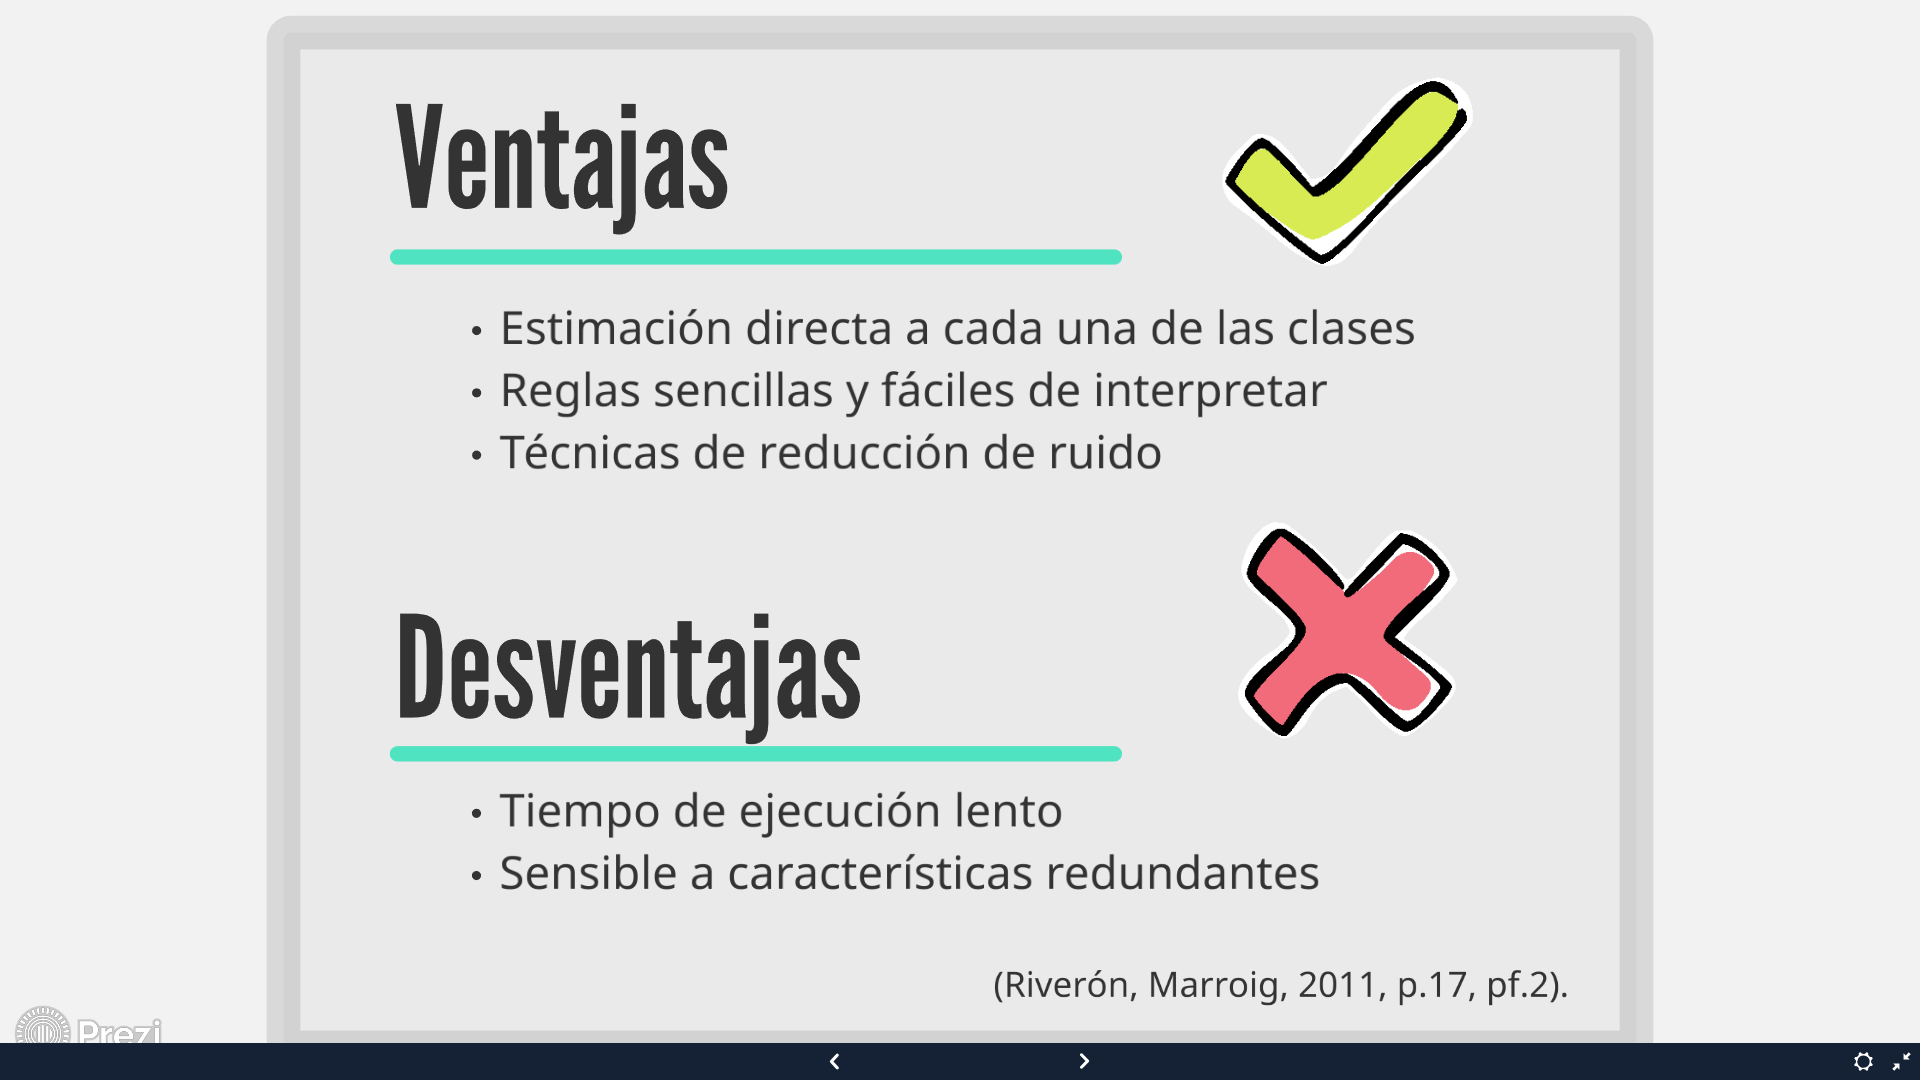 Ventajas
• Estimación directa a cada una de las clases
• Reglas sencillas y fáciles de interpretar
• Técnicas de reducción de ruido
Desventajas
• Tiempo de ejecución lento
• Sensible a características redundantes
(Riverón, Marroig, 2011, p.17, pf.2).
Prezi